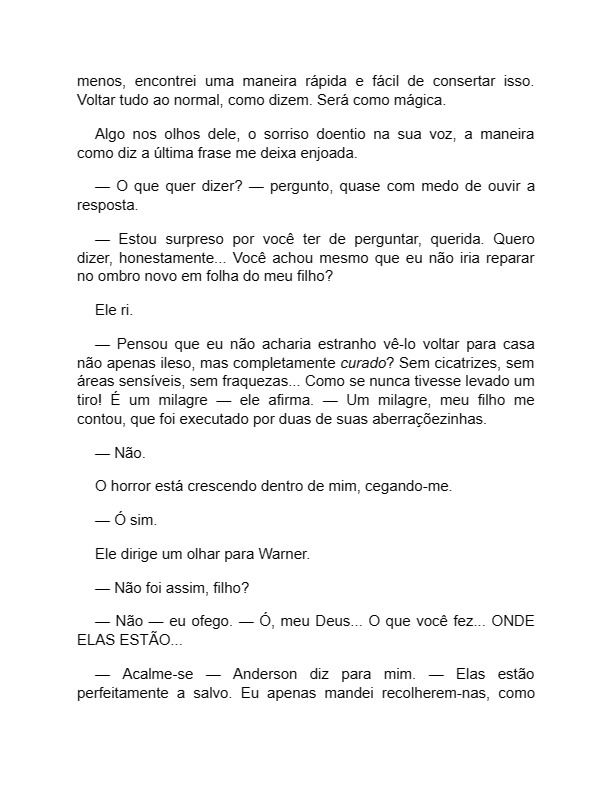 menos, encontrei uma maneira rápida e fácil de consertar isso.
Voltar tudo ao normal, como dizem. Será como mágica.
Algo nos olhos dele, o sorriso doentio na sua voz, a maneira
como diz a última frase me deixa enjoada.
— O que quer dizer? — pergunto, quase com medo de ouvir a
resposta.
— Estou surpreso por você ter de perguntar, querida. Quero
dizer, honestamente... Você achou mesmo que eu não iria reparar
no ombro novo em folha do meu filho?
Ele ri.
— Pensou que eu não acharia estranho vê-lo voltar para casa
não apenas ileso, mas completamente curado? Sem cicatrizes, sem
áreas sensíveis, sem fraquezas... Como se nunca tivesse levado um
tiro! É um milagre — ele afirma. — Um milagre, meu filho me
contou, que foi executado por duas de suas aberraçõezinhas.
— Não.
O horror está crescendo dentro de mim, cegando-me.
— Ó sim.
Ele dirige um olhar para Warner.
— Não foi assim, filho?
— Não — eu ofego. — Ó, meu Deus... O que você fez... ONDE
ELAS ESTÃO...
— Acalme-se — Anderson diz para mim. — Elas estão
perfeitamente a salvo. Eu apenas mandei recolherem-nas, como